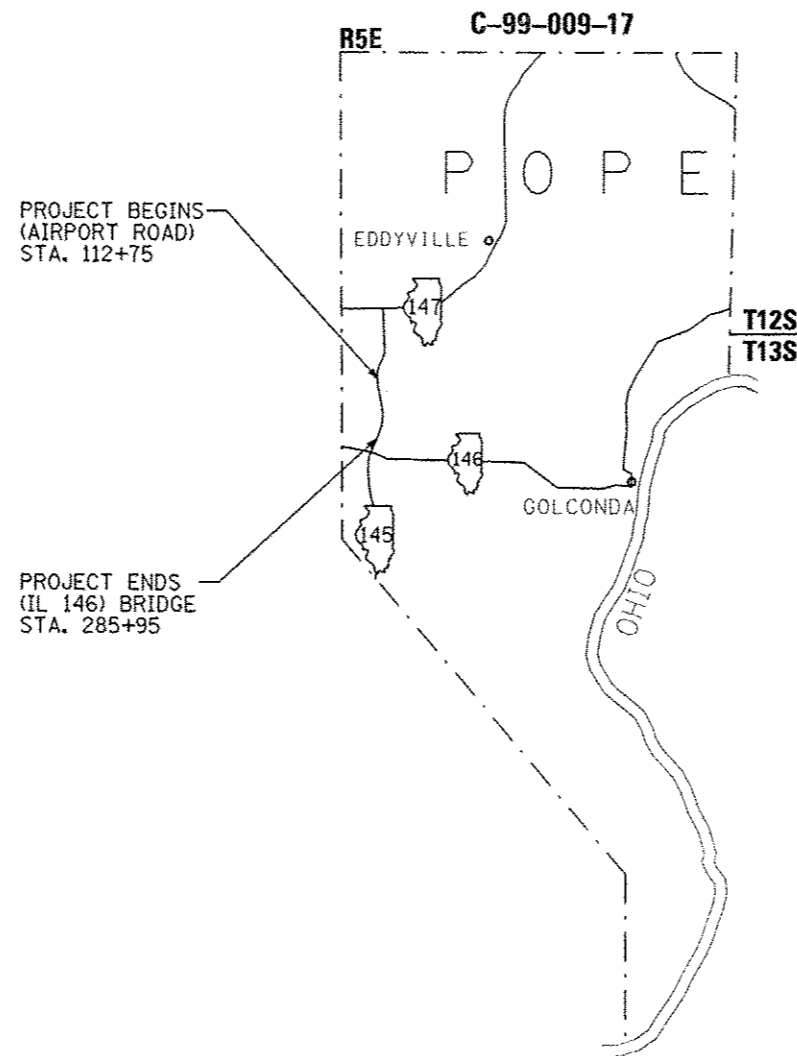 C-99-009-17
R5E
POPE
PROJECT BEGINS
(AIRPORT ROAD)
STA. 112+75
EDDYVILLE
147
T12S
T13S
146
GOLCONDA
145
PROJECT ENDS
(IL 146) BRIDGE
STA. 285+95
OHIO